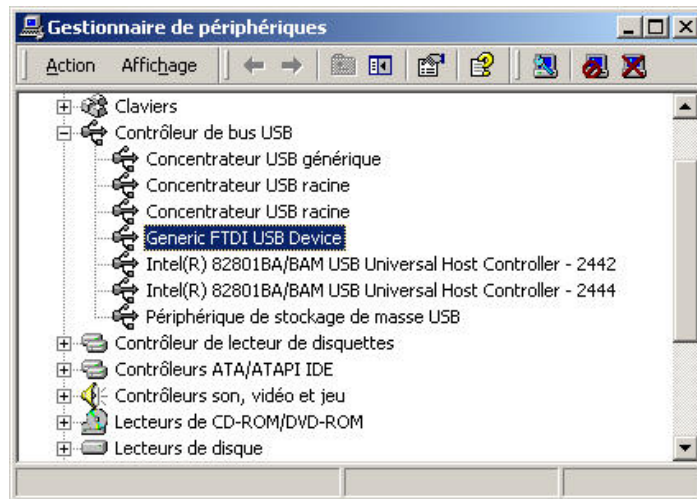 Gestionnaire de périphériques
Action Affichage
Claviers
Contrôleur de bus USB
Concentrateur USB générique
Concentrateur USB racine
Concentrateur USB racine
Generic FTDI USB Device
Intel(R) 82801BA/BAM USB Universal Host Controller - 2442
Intel(R) 82801BA/BAM USB Universal Host Controller - 2444
Périphérique de stockage de masse USB
Contrôleur de lecteur de disquettes
Contrôleurs ATA/ATAPI IDE
Contrôleurs son, vidéo et jeu
Lecteurs de CD-ROM/DVD-ROM
Lecteurs de disque